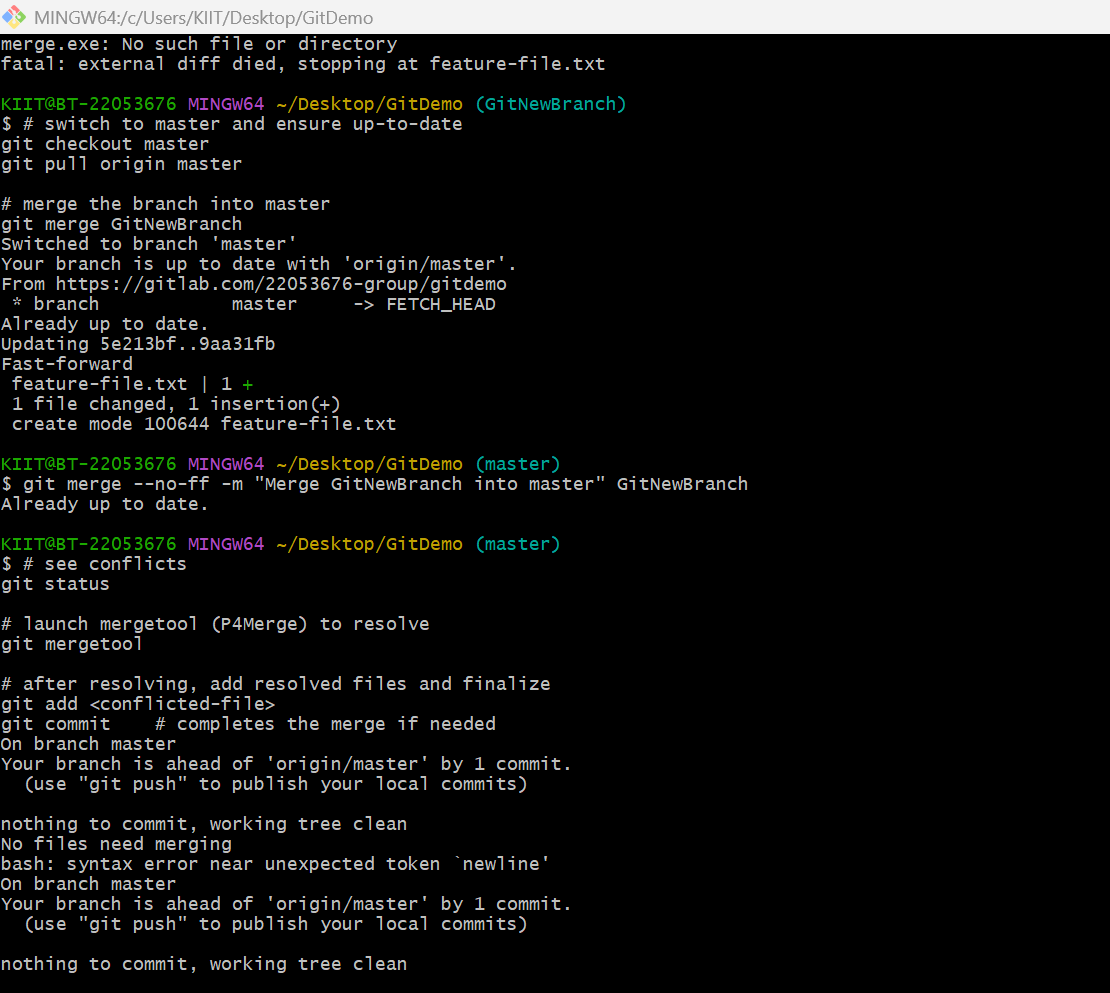 MINGW64:/c/Users/KIIT/Desktop/GitDemo
merge.exe: No such file or directory
fatal: external diff died, stopping at feature-file.txt

KIIT@BT-22053676 MINGW64 ~/Desktop/GitDemo (GitNewBranch)
$ # switch to master and ensure up-to-date
git checkout master
git pull origin master

# merge the branch into master
git merge GitNewBranch
Switched to branch 'master'
Your branch is up to date with 'origin/master'.
From https://gitlab.com/22053676-group/gitdemo
 * branch            master     -> FETCH_HEAD
Already up to date.
Updating 5e213bf..9aa31fb
Fast-forward
 feature-file.txt | 1 +
 1 file changed, 1 insertion(+)
 create mode 100644 feature-file.txt

KIIT@BT-22053676 MINGW64 ~/Desktop/GitDemo (master)
$ git merge --no-ff -m "Merge GitNewBranch into master" GitNewBranch
Already up to date.

KIIT@BT-22053676 MINGW64 ~/Desktop/GitDemo (master)
$ # see conflicts
git status

# launch mergetool (P4Merge) to resolve
git mergetool

# after resolving, add resolved files and finalize
git add <conflicted-file>
git commit    # completes the merge if needed
On branch master
Your branch is ahead of 'origin/master' by 1 commit.
  (use "git push" to publish your local commits)

nothing to commit, working tree clean
No files need merging
bash: syntax error near unexpected token `newline'
On branch master
Your branch is ahead of 'origin/master' by 1 commit.
  (use "git push" to publish your local commits)

nothing to commit, working tree clean